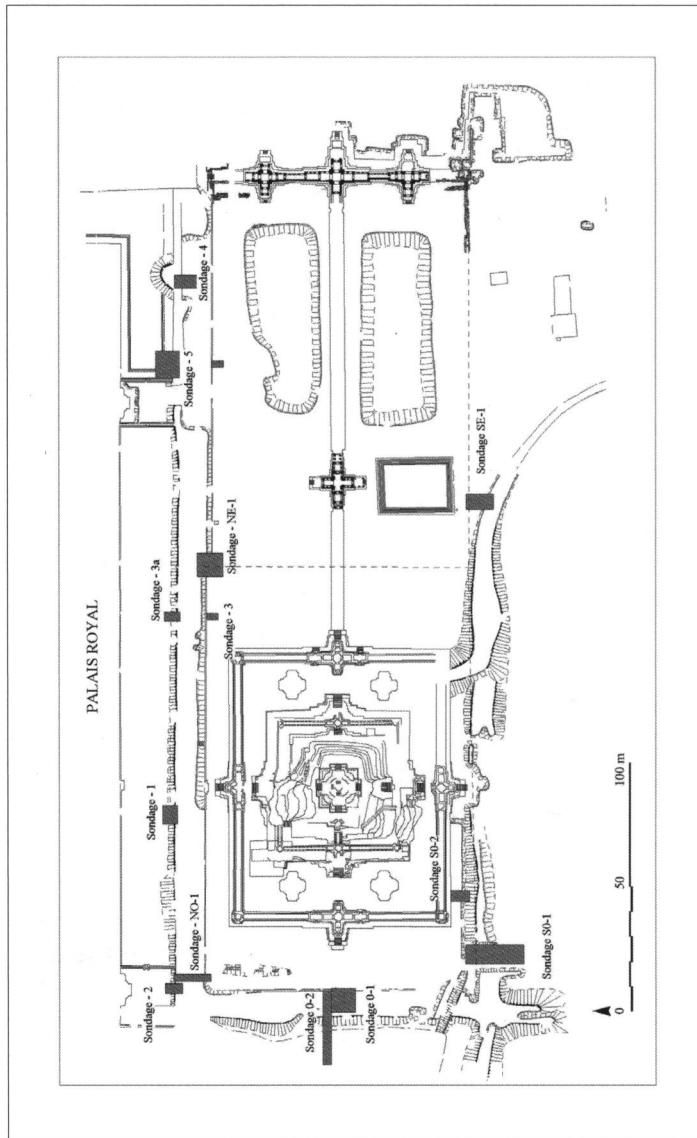 PALAIS ROYAL
Sondage - 4
Sondage - 5
Sondage SE-1
Sondage - NE-1
Sondage - 3a
Sondage - 3
Sondage - 1
Sondage S0-2
Sondage - NO-1
Sondage - 2
Sondage 0-2
Sondage 0-1
Sondage S0-1
0 50 100 m